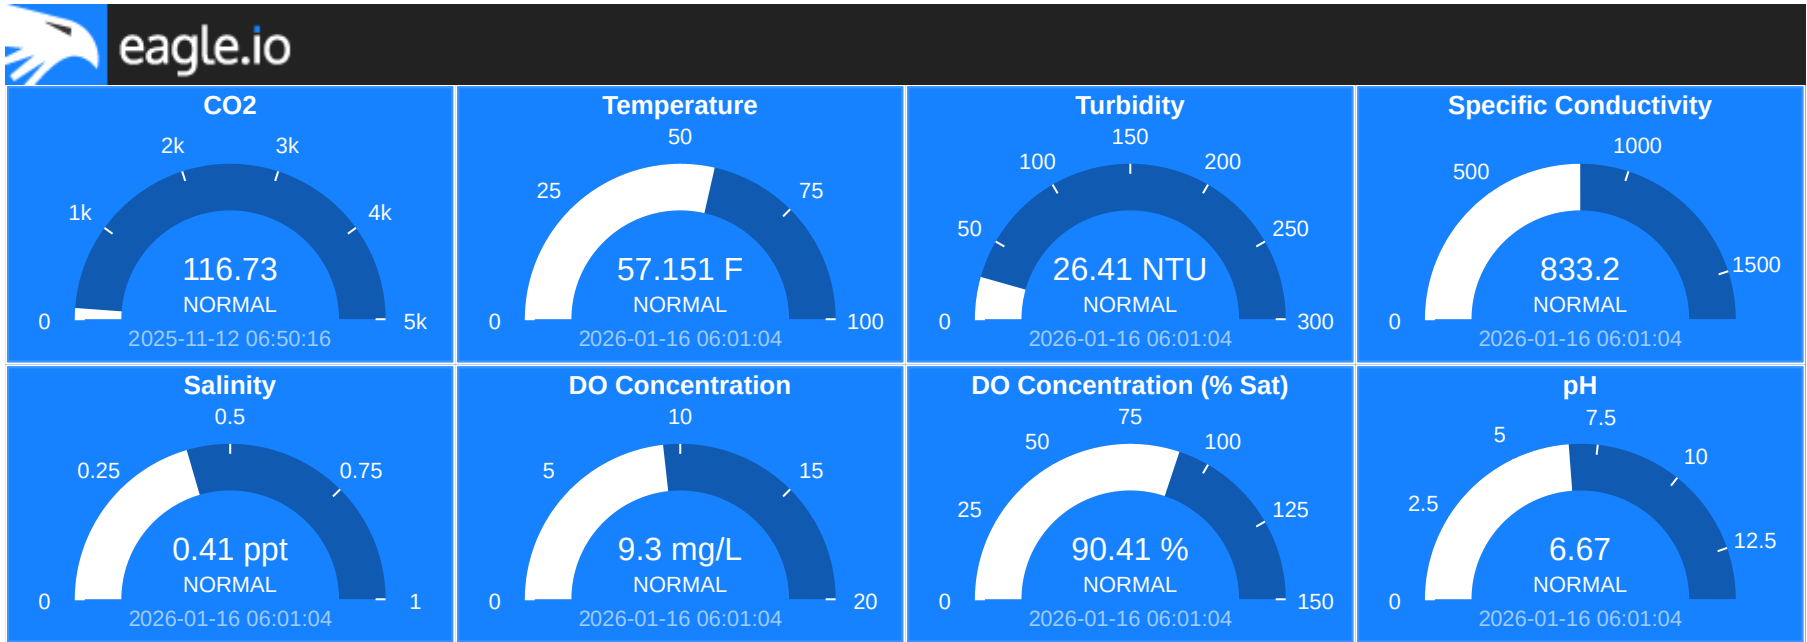 eagle.io
CO2
0
1k
2k
3k
4k
5k
116.73
NORMAL
2025-11-12 06:50:16
Temperature
0
25
50
75
100
57.151 F
NORMAL
2026-01-16 06:01:04
Turbidity
0
50
100
150
200
250
300
26.41 NTU
NORMAL
2026-01-16 06:01:04
Specific Conductivity
0
500
1000
1500
833.2
NORMAL
2026-01-16 06:01:04
Salinity
0
0.25
0.5
0.75
1
0.41 ppt
NORMAL
2026-01-16 06:01:04
DO Concentration
0
5
10
15
20
9.3 mg/L
NORMAL
2026-01-16 06:01:04
DO Concentration (% Sat)
0
25
50
75
100
125
150
90.41 %
NORMAL
2026-01-16 06:01:04
pH
0
2.5
5
7.5
10
12.5
6.67
NORMAL
2026-01-16 06:01:04